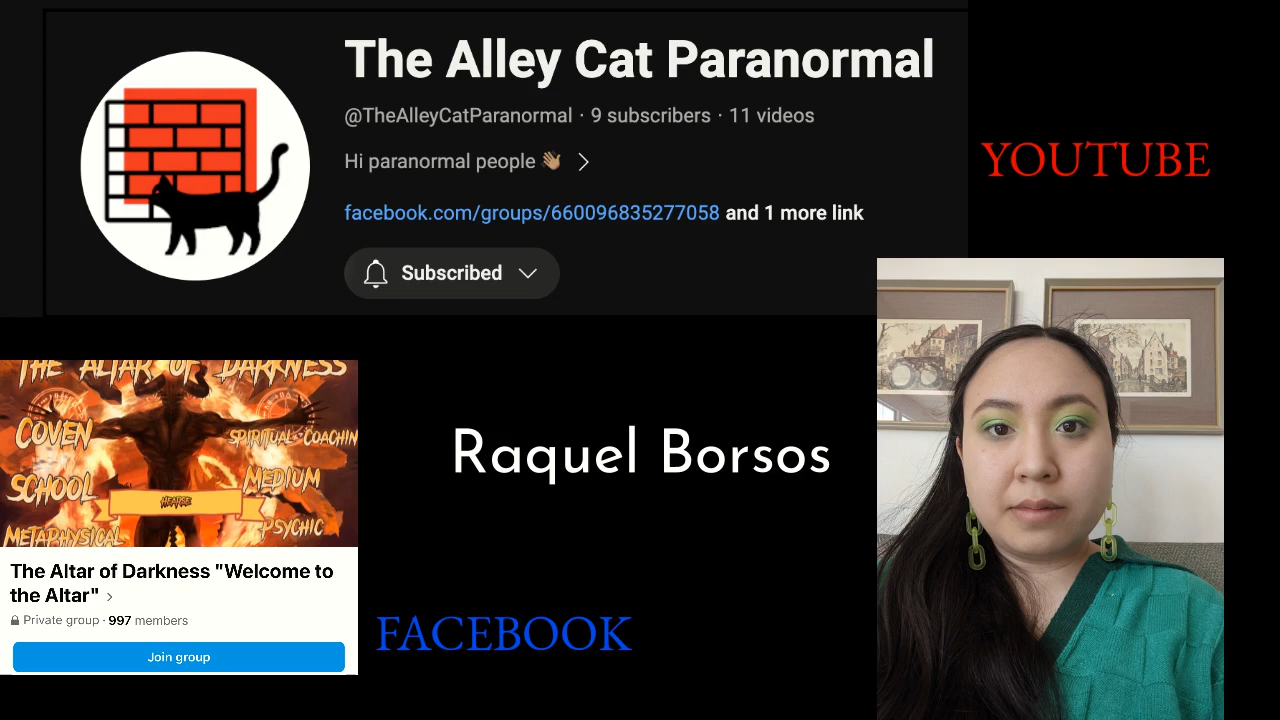 The Alley Cat Paranormal
@TheAlleyCatParanormal · 9 subscribers · 11 videos
Hi paranormal people 👋🏽 >
facebook.com/groups/660096835277058 and 1 more link
Subscribed
YOUTUBE
THE ALTAR OF DARKNESS
COVEN
SPIRITUAL COACHIN
SCHOOL
MEDIUM
METAPHYSICAL
PSYCHIC
The Altar of Darkness "Welcome to
the Altar" >
Private group · 997 members
Join group
Raquel Borsos
FACEBOOK